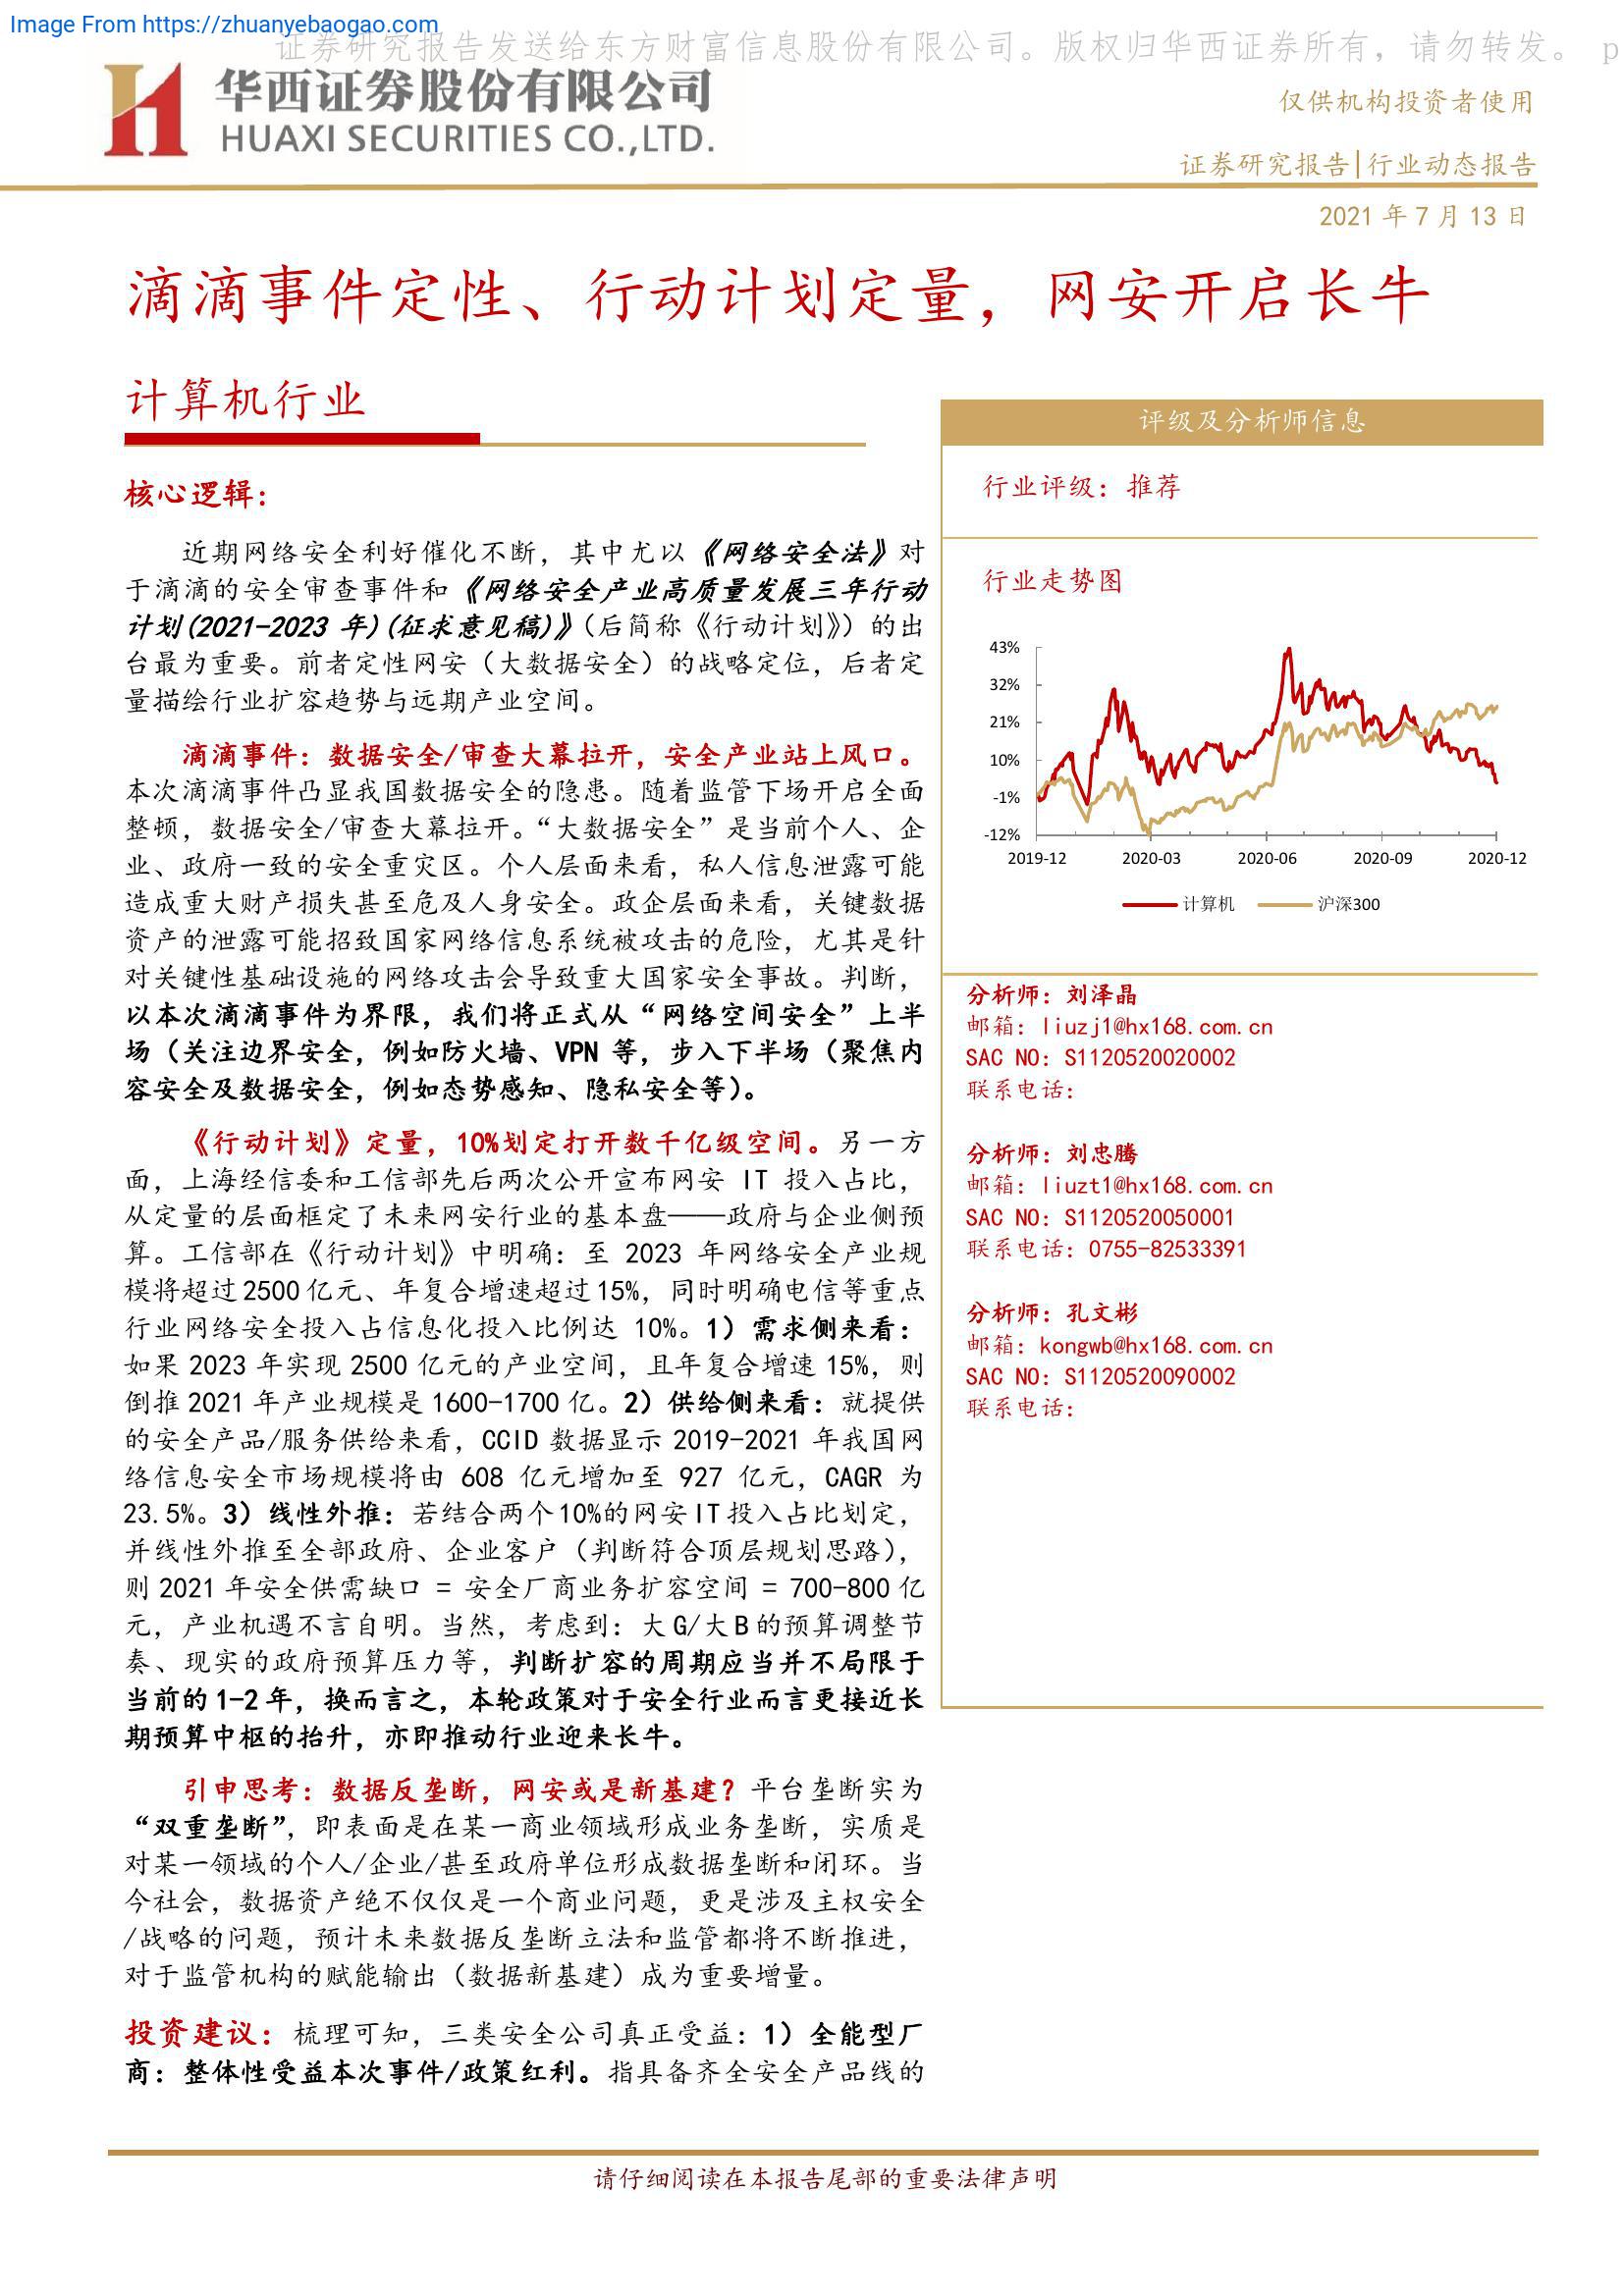 Image From https://zhuanyebaogao.com
证券研究报告发送给东方财富信息股份有限公司。版权归华西证券所有，请勿转发。 p
华西证券股份有限公司
HUAXI SECURITIES CO.,LTD.
仅供机构投资者使用
证券研究报告|行业动态报告
2021 年 7 月 13 日
滴滴事件定性、行动计划定量，网安开启长牛
计算机行业
核心逻辑：
近期网络安全利好催化不断，其中尤以《网络安全法》对
于滴滴的安全审查事件和《网络安全产业高质量发展三年行动
计划(2021-2023 年)(征求意见稿)》（后简称《行动计划》）的出
台最为重要。前者定性网安（大数据安全）的战略定位，后者定
量描绘行业扩容趋势与远期产业空间。
滴滴事件：数据安全/审查大幕拉开，安全产业站上风口。
本次滴滴事件凸显我国数据安全的隐患。随着监管下场开启全面
整顿，数据安全/审查大幕拉开。“大数据安全”是当前个人、企
业、政府一致的安全重灾区。个人层面来看，私人信息泄露可能
造成重大财产损失甚至危及人身安全。政企层面来看，关键数据
资产的泄露可能招致国家网络信息系统被攻击的危险，尤其是针
对关键性基础设施的网络攻击会导致重大国家安全事故。判断，
以本次滴滴事件为界限，我们将正式从“网络空间安全”上半
场（关注边界安全，例如防火墙、VPN 等，步入下半场（聚焦内
容安全及数据安全，例如态势感知、隐私安全等）。
《行动计划》定量，10%划定打开数千亿级空间。另一方
面，上海经信委和工信部先后两次公开宣布网安 IT 投入占比，
从定量的层面框定了未来网安行业的基本盘——政府与企业侧预
算。工信部在《行动计划》中明确：至 2023 年网络安全产业规
模将超过2500亿元、年复合增速超过15%，同时明确电信等重点
行业网络安全投入占信息化投入比例达 10%。1）需求侧来看：
如果 2023 年实现 2500 亿元的产业空间，且年复合增速 15%，则
倒推 2021 年产业规模是 1600-1700 亿。2）供给侧来看：就提供
的安全产品/服务供给来看，CCID 数据显示 2019-2021 年我国网
络信息安全市场规模将由 608 亿元增加至 927 亿元，CAGR 为
23.5%。3）线性外推：若结合两个10%的网安IT投入占比划定，
并线性外推至全部政府、企业客户（判断符合顶层规划思路），
则 2021 年安全供需缺口 = 安全厂商业务扩容空间 = 700-800 亿
元，产业机遇不言自明。当然，考虑到：大G/大B的预算调整节
奏、现实的政府预算压力等，判断扩容的周期应当并不局限于
当前的1-2年，换而言之，本轮政策对于安全行业而言更接近长
期预算中枢的抬升，亦即推动行业迎来长牛。
引申思考：数据反垄断，网安或是新基建？平台垄断实为
“双重垄断”，即表面是在某一商业领域形成业务垄断，实质是
对某一领域的个人/企业/甚至政府单位形成数据垄断和闭环。当
今社会，数据资产绝不仅仅是一个商业问题，更是涉及主权安全
/战略的问题，预计未来数据反垄断立法和监管都将不断推进，
对于监管机构的赋能输出（数据新基建）成为重要增量。
投资建议：梳理可知，三类安全公司真正受益：1）全能型厂
商：整体性受益本次事件/政策红利。指具备齐全安全产品线的
评级及分析师信息
行业评级：推荐
行业走势图
43%
32%
21%
10%
-1%
-12%
2019-12 2020-03 2020-06 2020-09 2020-12
计算机 沪深300
分析师：刘泽晶
邮箱：liuzj1@hx168.com.cn
SAC NO：S1120520020002
联系电话：
分析师：刘忠腾
邮箱：liuzt1@hx168.com.cn
SAC NO：S1120520050001
联系电话：0755-82533391
分析师：孔文彬
邮箱：kongwb@hx168.com.cn
SAC NO：S1120520090002
联系电话：
请仔细阅读在本报告尾部的重要法律声明